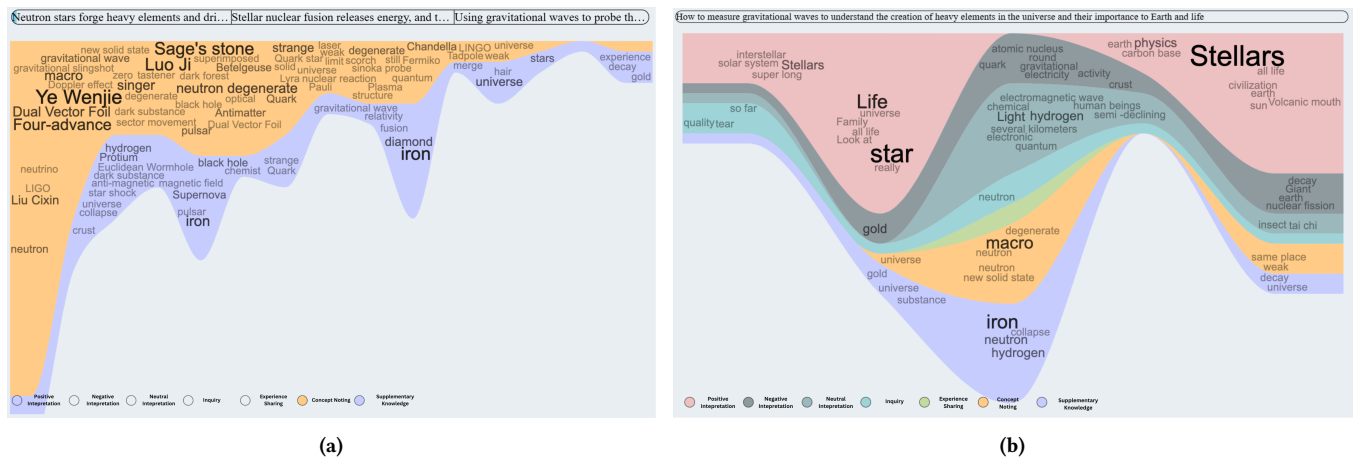 Neutron stars forge heavy elements and dri… Stellar nuclear fusion releases energy, and t… Using gravitational waves to probe th…
new solid state Sage's stone strange laser degenerate Chandella LINGO universe
gravitational wave superimposed Quark star weak still Fermiko Tadpole weak stars experience
gravitational slingshot Luo Ji Betelgeuse solid limit scorch merge decay
macro zero tastener dark forest universe sinoka probe hair gold
Doppler effect singer neutron degenerate Lyra nuclear reaction quantum universe
Ye Wenjie degenerate optical Quark Pauli Plasma
structure
Dual Vector Foil dark substance black hole Antimatter gravitational wave
Four-advance sector movement Dual Vector Foil relativity
pulsar fusion
hydrogen diamond
Protium black hole strange iron
neutrino Euclidean Wormhole chemist Quark
dark substance
LIGO anti-magnetic magnetic field
Liu Cixin star shock Supernova
universe
collapse pulsar
crust iron
neutron
Positive Intepretation Negative Intepretation Neutral Intepretation Inquiry Experience Sharing Concept Noting Supplementary Knowledge
(a)
How to measure gravitational waves to understand the creation of heavy elements in the universe and their importance to Earth and life
interstellar atomic nucleus earth physics Stellars
solar system Stellars round carbon base
super long quark gravitational activity all life
electricity crust civilization
so far Life electromagnetic wave human beings earth
universe chemical semi -declining sun Volcanic mouth
quality tear Family Light hydrogen
all life several kilometers
Look at electronic
star quantum
really decay
Giant
neutron earth
nuclear fission
gold degenerate insect tai chi
macro
universe neutron same place
gold neutron weak
universe new solid state decay
substance universe
iron collapse
neutron
hydrogen
Positive Intepretation Negative Intepretation Neutral Intepretation Inquiry Experience Sharing Concept Noting Supplementary Knowledge
(b)